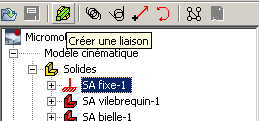 Créer une liaison
Micromo
Modèle cinématique
Solides
SA fixe-1
SA vilebrequin-1
SA bielle-1